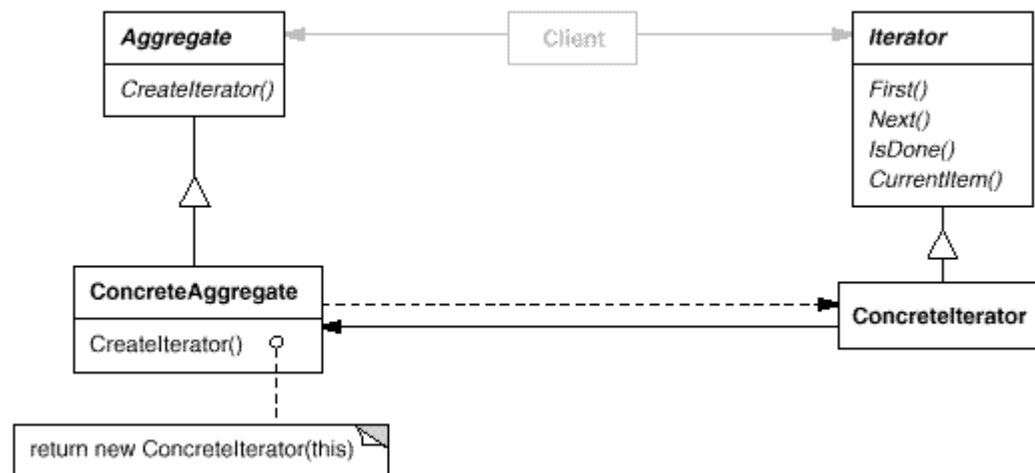 Aggregate
CreateIterator()
Client
Iterator
First()
Next()
IsDone()
CurrentItem()
ConcreteAggregate
CreateIterator()
ConcreteIterator
return new ConcreteIterator(this)